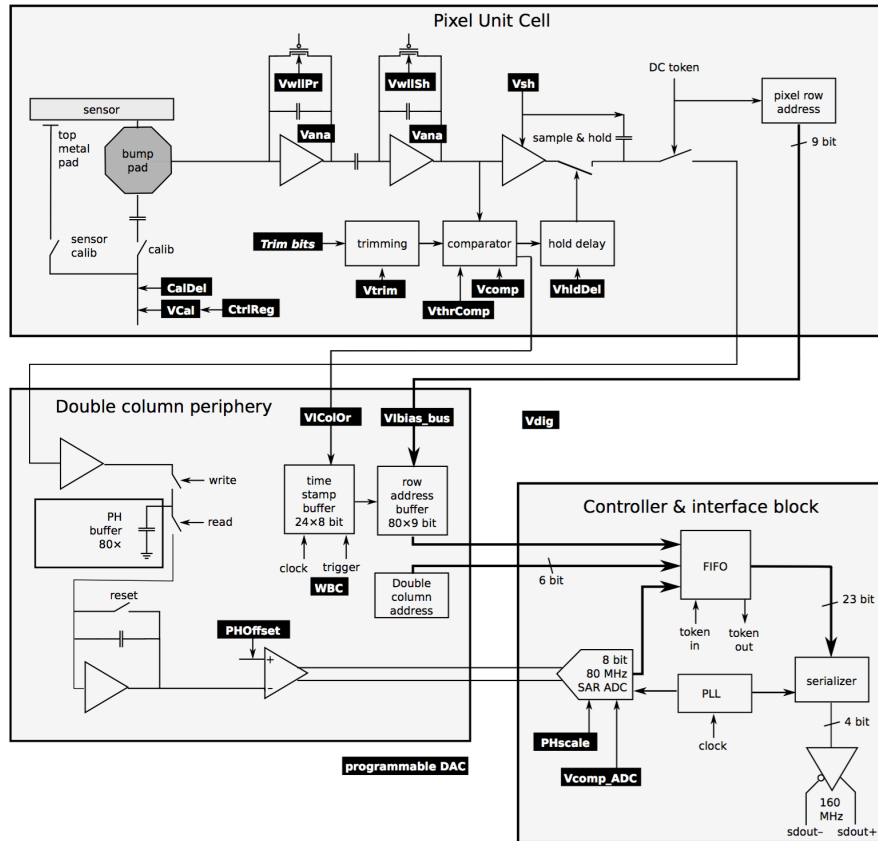 Pixel Unit Cell
VwllPr
VwllSh
Vsh
DC token
pixel row
address
sensor
top
metal
pad
bump
pad
Vana
Vana
sample & hold
9 bit
sensor
calib
calib
Trim bits
trimming
comparator
hold delay
CalDel
VCal
CtrlReg
Vtrim
VthrComp
Vcomp
VhldDel
Double column periphery
VIColOr
VIbias_bus
Vdig
write
read
PH
buffer
80×
time
stamp
buffer
24×8 bit
row
address
buffer
80×9 bit
clock
trigger
WBC
Double
column
address
reset
PHOffset
+
–
Controller & interface block
FIFO
6 bit
23 bit
token
in
token
out
8 bit
80 MHz
SAR ADC
PLL
serializer
clock
4 bit
PHscale
Vcomp_ADC
160
MHz
sdout–
sdout+
programmable DAC